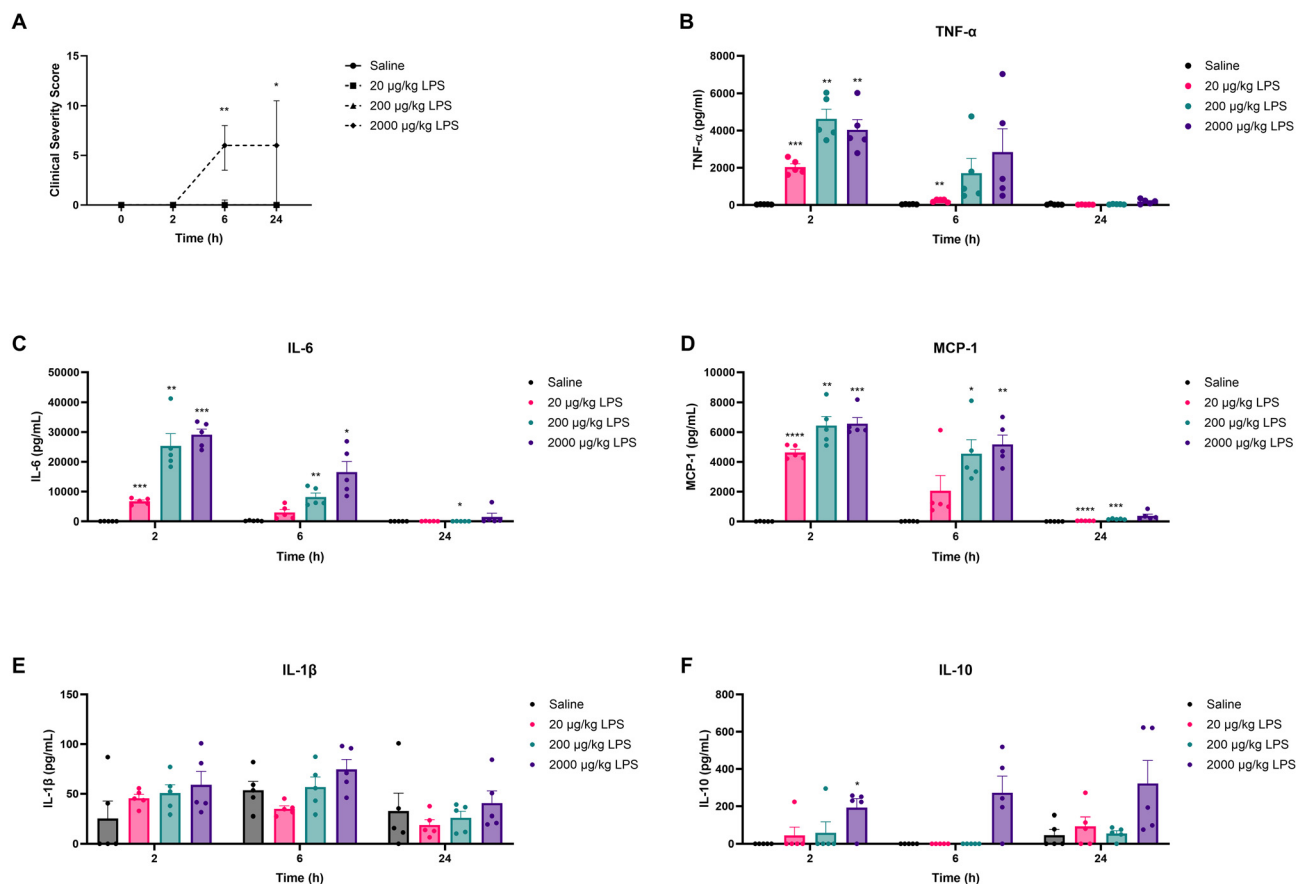 A
15
10
5
0
Clinical Severity Score
**
*
0 2 6 24
Time (h)
Saline
20 µg/kg LPS
200 µg/kg LPS
2000 µg/kg LPS
B
TNF-α
8000
6000
4000
2000
0
TNF-α (pg/ml)
*** ** **
**
2 6 24
Time (h)
Saline
20 µg/kg LPS
200 µg/kg LPS
2000 µg/kg LPS
C
IL-6
50000
40000
30000
20000
10000
0
IL-6 (pg/mL)
*** ** ***
** *
*
2 6 24
Time (h)
Saline
20 µg/kg LPS
200 µg/kg LPS
2000 µg/kg LPS
D
MCP-1
10000
8000
6000
4000
2000
0
MCP-1 (pg/mL)
**** ** ***
* **
**** ***
2 6 24
Time (h)
Saline
20 µg/kg LPS
200 µg/kg LPS
2000 µg/kg LPS
E
IL-1β
150
100
50
0
IL-1β (pg/mL)
2 6 24
Time (h)
Saline
20 µg/kg LPS
200 µg/kg LPS
2000 µg/kg LPS
F
IL-10
800
600
400
200
0
IL-10 (pg/mL)
*
2 6 24
Time (h)
Saline
20 µg/kg LPS
200 µg/kg LPS
2000 µg/kg LPS